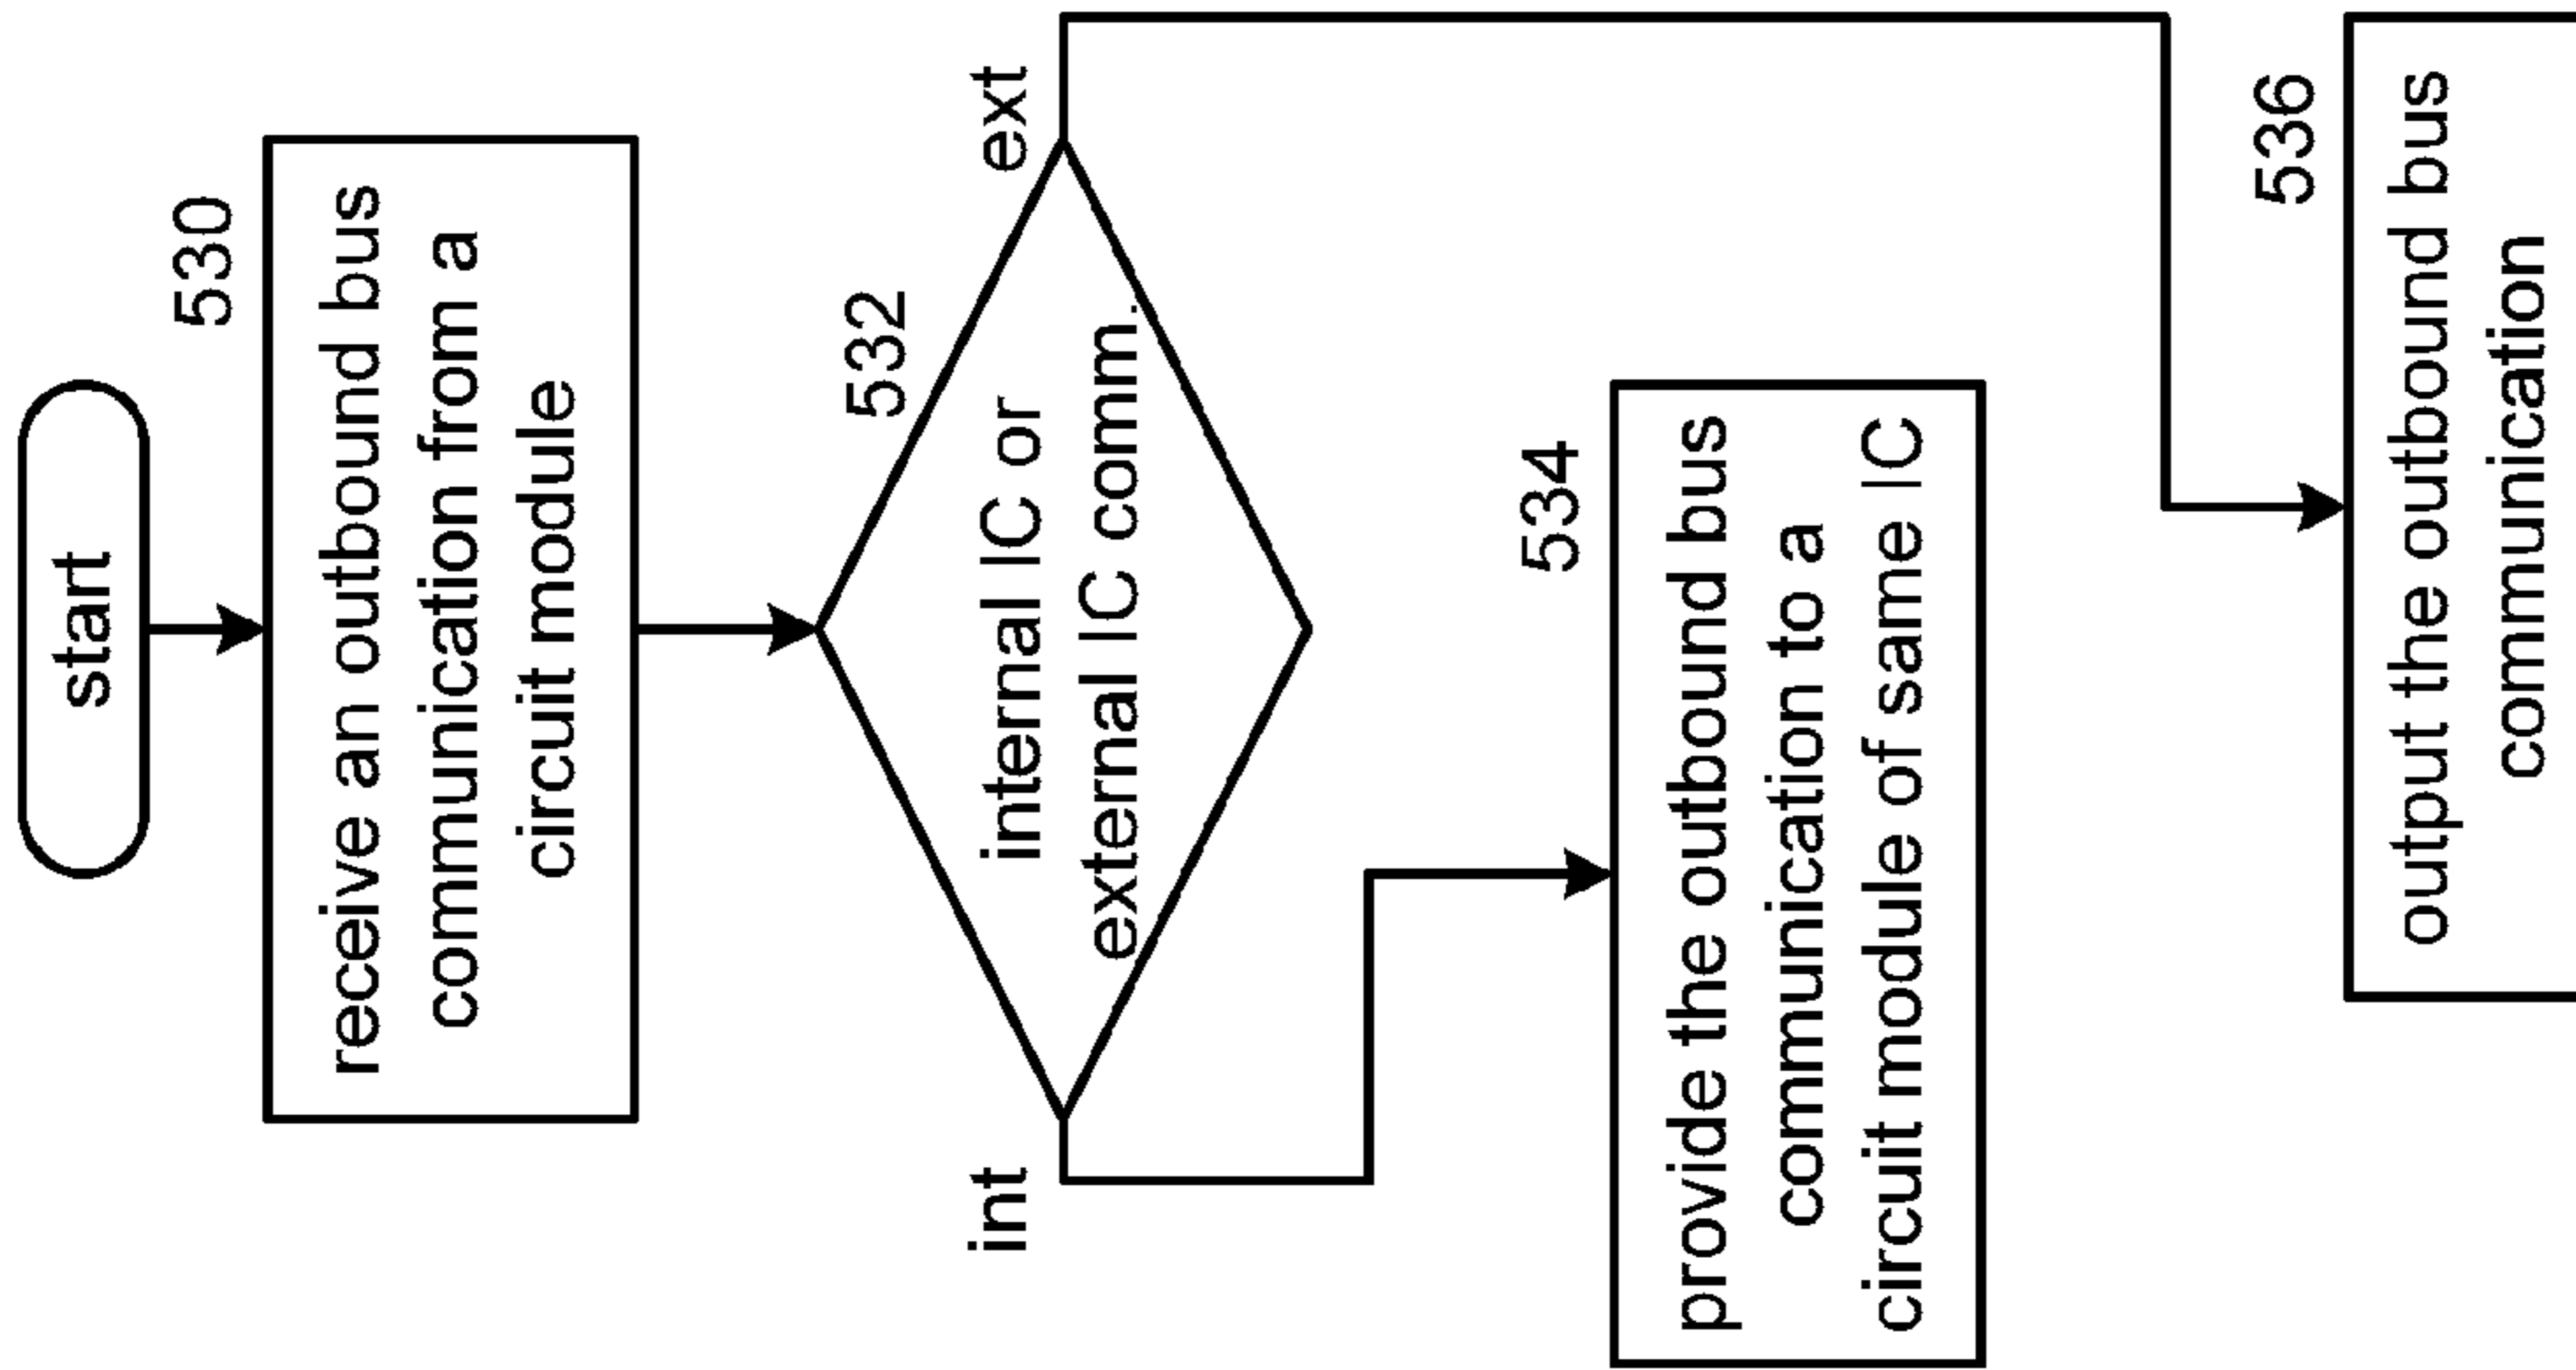 start
530
receive an outbound bus
communication from a
circuit module
532
internal IC or
external IC comm.
int
ext
534
provide the outbound bus
communication to a
circuit module of same IC
536
output the outbound bus
communication